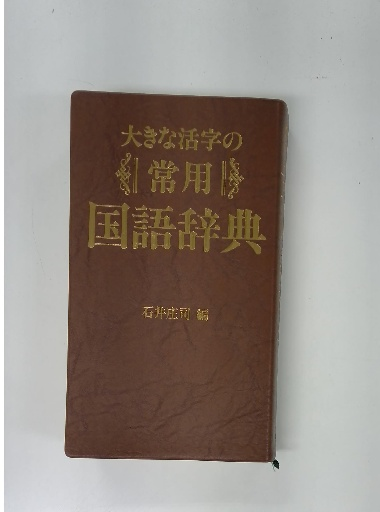 大きな活字の
常用
国語辞典
石井庄司 編